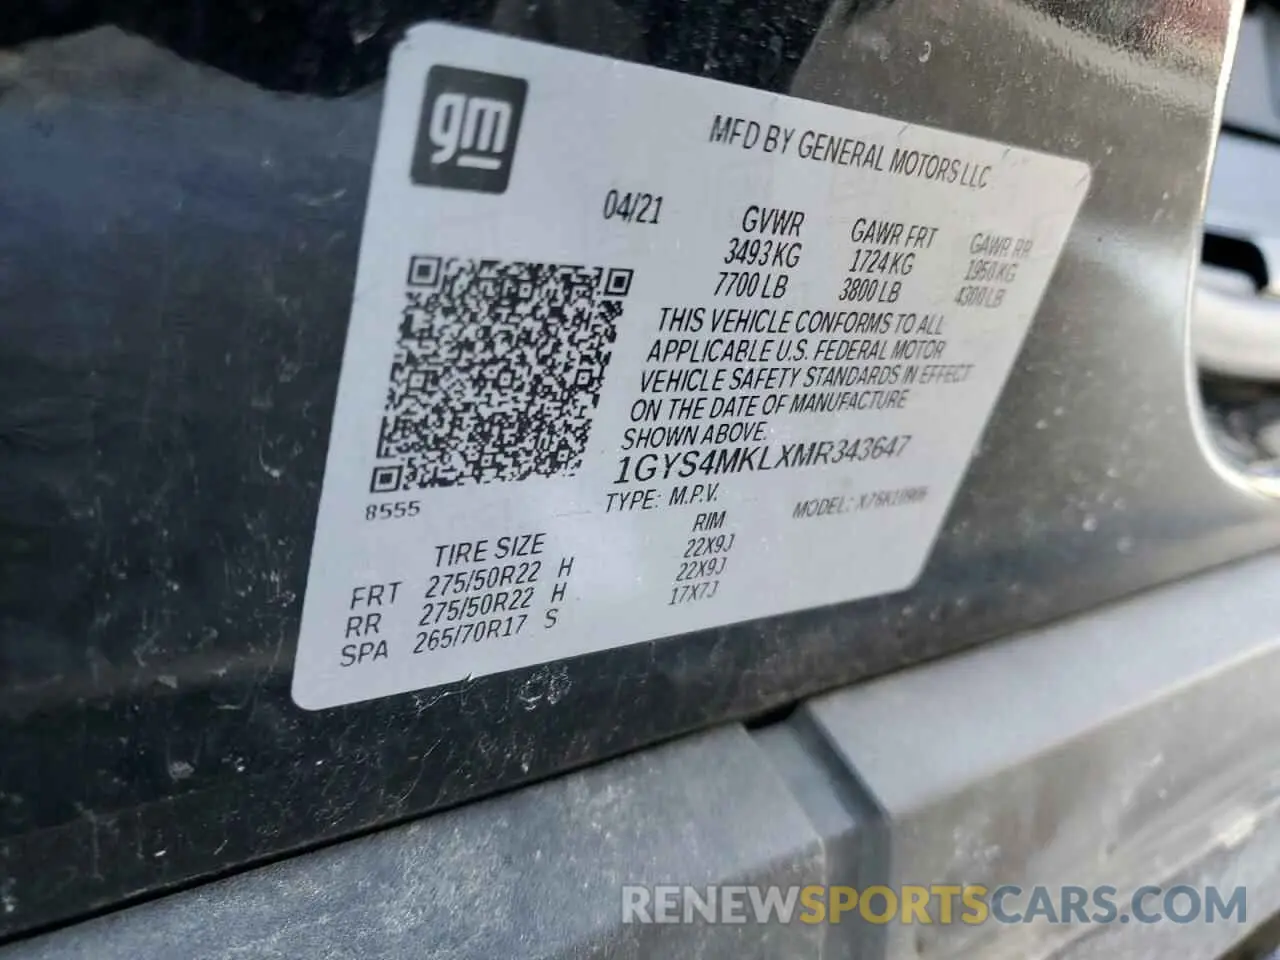 gm
MFD BY GENERAL MOTORS LLC
04/21
GVWR GAWR FRT GAWR RR
3493 KG 1724 KG 1950 KG
7700 LB 3800 LB 4300 LB
THIS VEHICLE CONFORMS TO ALL
APPLICABLE U.S. FEDERAL MOTOR
VEHICLE SAFETY STANDARDS IN EFFECT
ON THE DATE OF MANUFACTURE
SHOWN ABOVE.
1GYS4MKLXMR343647
8555
TYPE: M.P.V. MODEL:
TIRE SIZE RIM
FRT 275/50R22 H 22X9J
RR 275/50R22 H 22X9J
SPA 265/70R17 S 17X7J
RENEWSPORTSCARS.COM